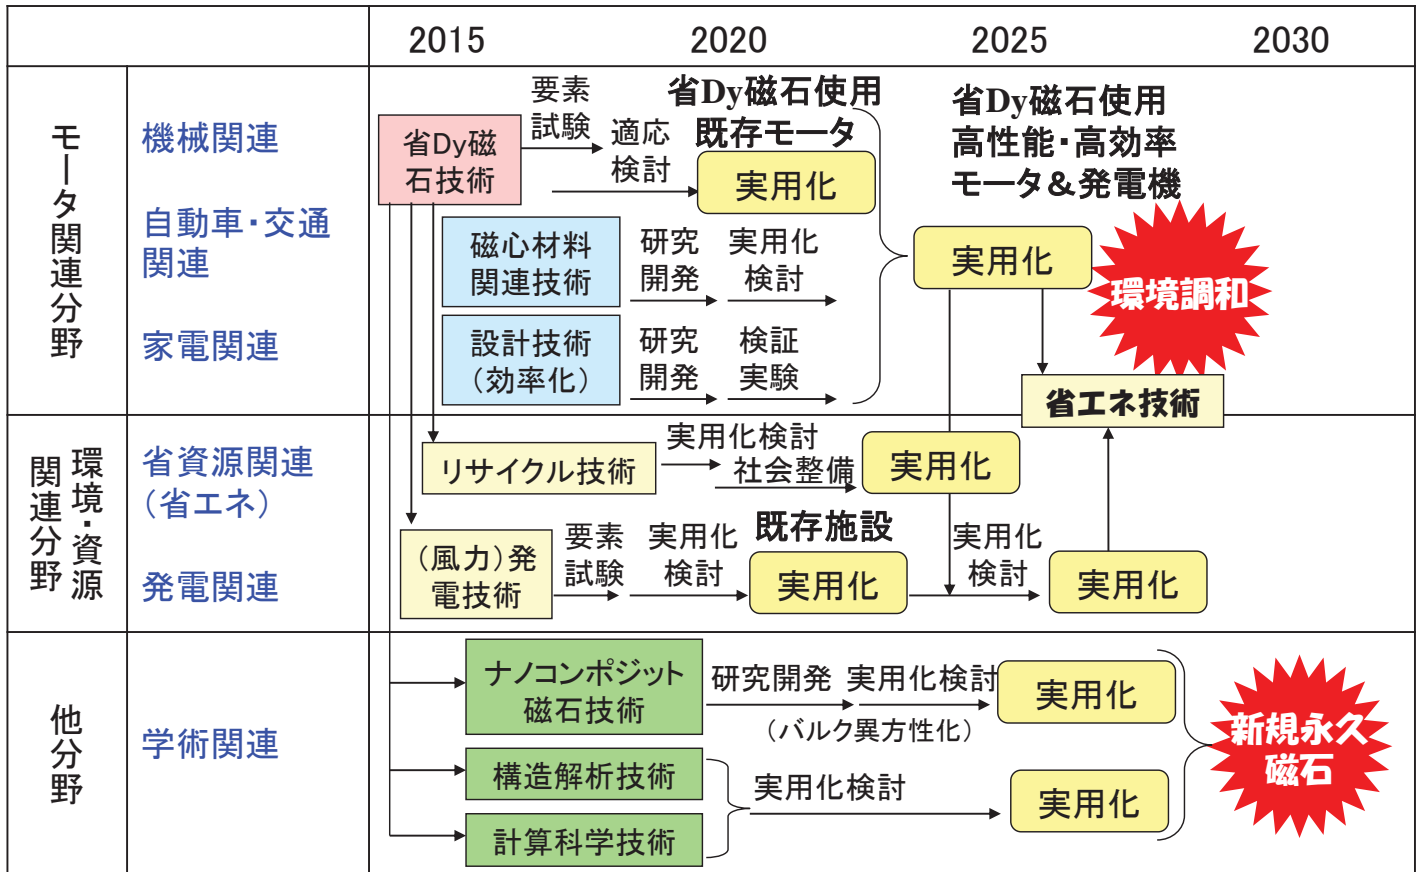 2015
2020
2025
2030
モータ関連分野
機械関連
自動車・交通
関連
家電関連
省Dy磁
石技術
要素
試験
適応
検討
省Dy磁石使用
既存モータ
実用化
磁心材料
関連技術
研究
開発
実用化
検討
設計技術
(効率化)
研究
開発
検証
実験
省Dy磁石使用
高性能・高効率
モータ&発電機
実用化
環境調和
省エネ技術
環境・資源
関連分野
省資源関連
(省エネ)
発電関連
リサイクル技術
実用化検討
社会整備
実用化
(風力)発
電技術
要素
試験
実用化
検討
既存施設
実用化
実用化
検討
実用化
他分野
学術関連
ナノコンポジット
磁石技術
研究開発
実用化検討
(バルク異方性化)
実用化
構造解析技術
計算科学技術
実用化検討
実用化
新規永久
磁石